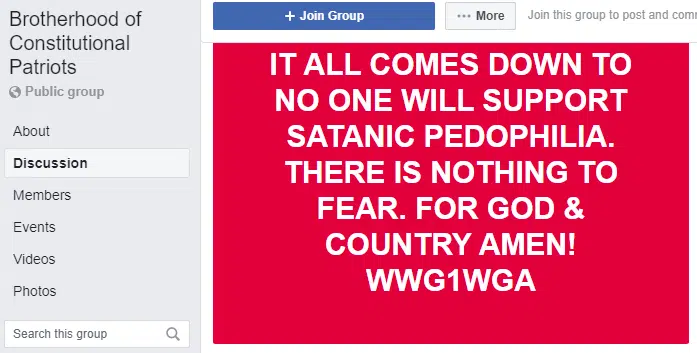 Brotherhood of
Constitutional
Patriots
Public group
About
Discussion
Members
Events
Videos
Photos
Search this group
+ Join Group
••• More
Join this group to post and com
IT ALL COMES DOWN TO
NO ONE WILL SUPPORT
SATANIC PEDOPHILIA.
THERE IS NOTHING TO
FEAR. FOR GOD &
COUNTRY AMEN!
WWG1WGA